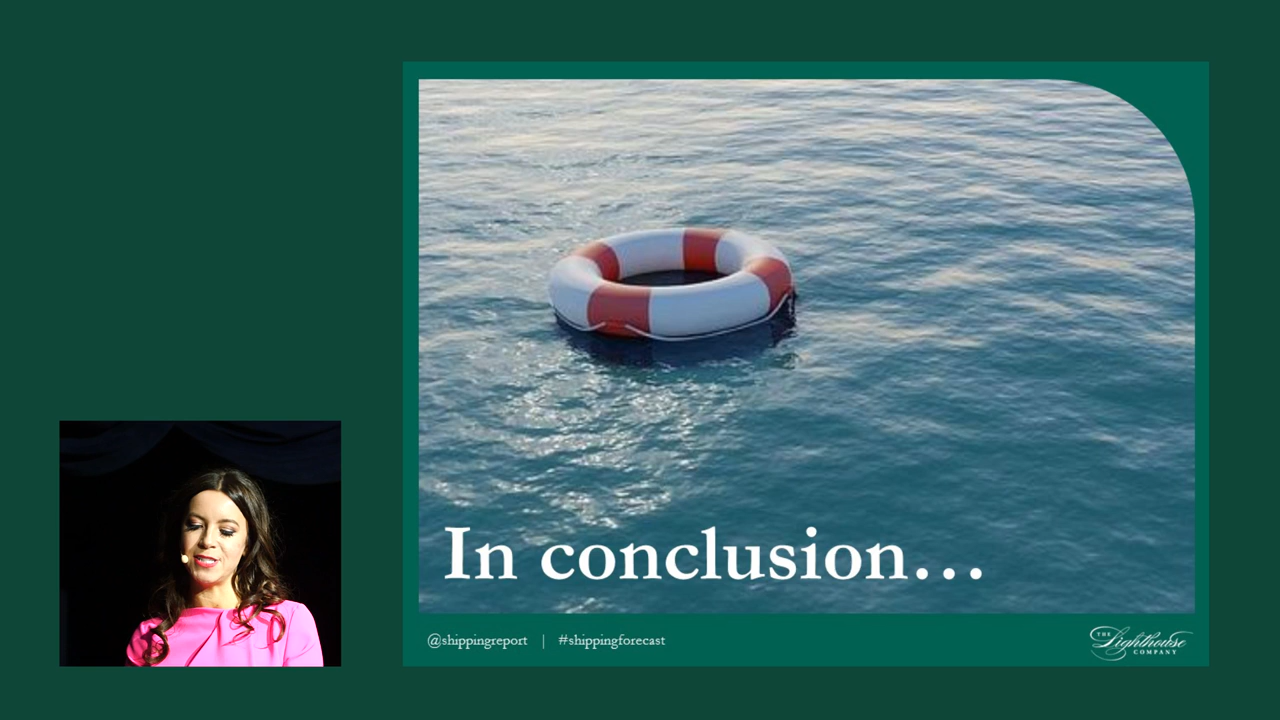 In conclusion…
@shippingreport | #shippingforecast
THE
Lighthouse
COMPANY